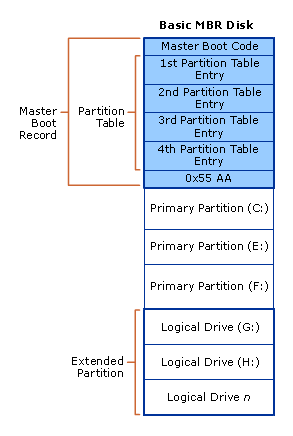 Basic MBR Disk
Master Boot Code
1st Partition Table
Entry
2nd Partition Table
Entry
3rd Partition Table
Entry
4th Partition Table
Entry
0x55 AA
Master
Boot
Record
Partition
Table
Primary Partition (C:)
Primary Partition (E:)
Primary Partition (F:)
Logical Drive (G:)
Logical Drive (H:)
Logical Drive n
Extended
Partition